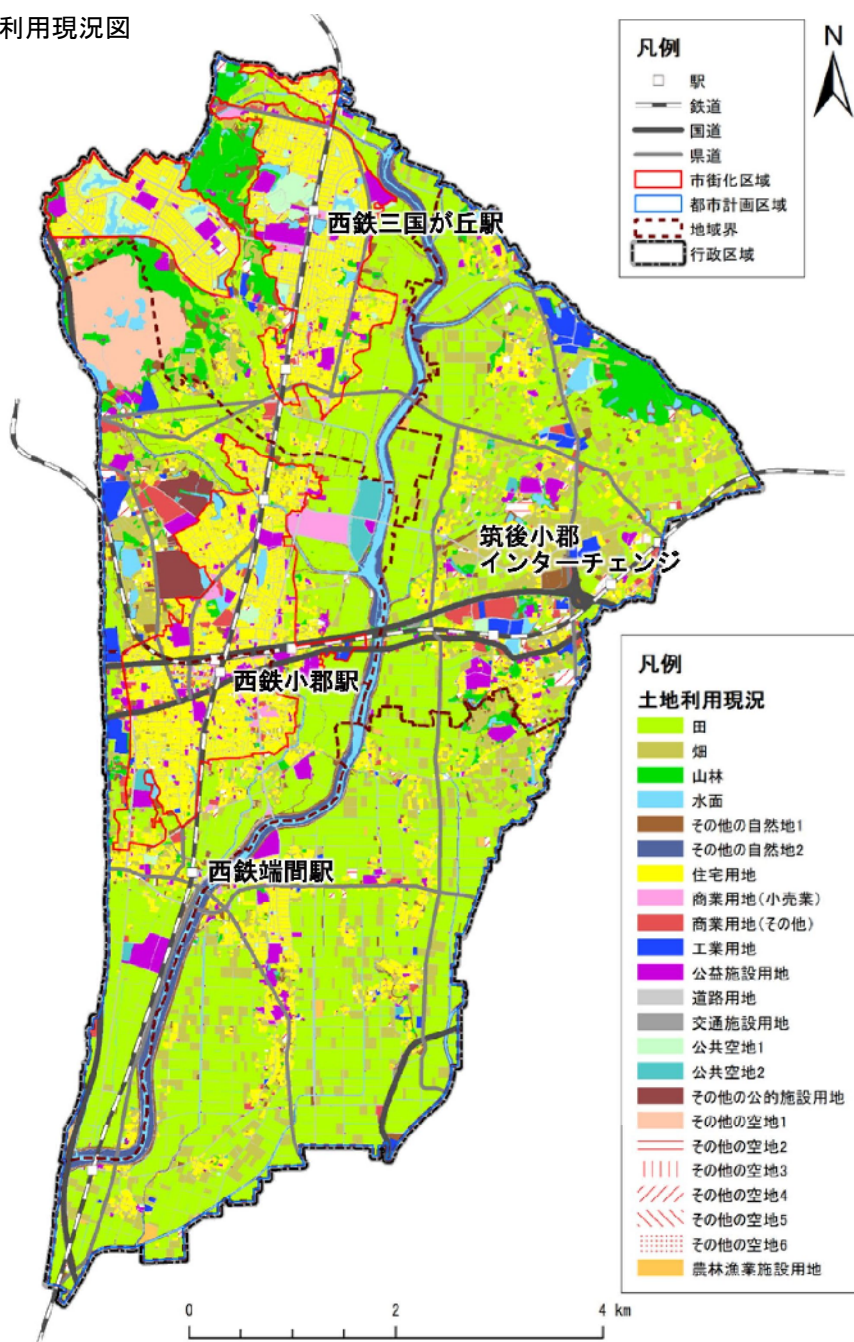 利用現況図
凡例
駅
鉄道
国道
県道
市街化区域
都市計画区域
地域界
行政区域
N
西鉄三国が丘駅
筑後小郡
インターチェンジ
西鉄小郡駅
西鉄端間駅
凡例
土地利用現況
田
畑
山林
水面
その他の自然地1
その他の自然地2
住宅用地
商業用地(小売業)
商業用地(その他)
工業用地
公益施設用地
道路用地
交通施設用地
公共空地1
公共空地2
その他の公的施設用地
その他の空地1
その他の空地2
その他の空地3
その他の空地4
その他の空地5
その他の空地6
農林漁業施設用地
0 2 4 km